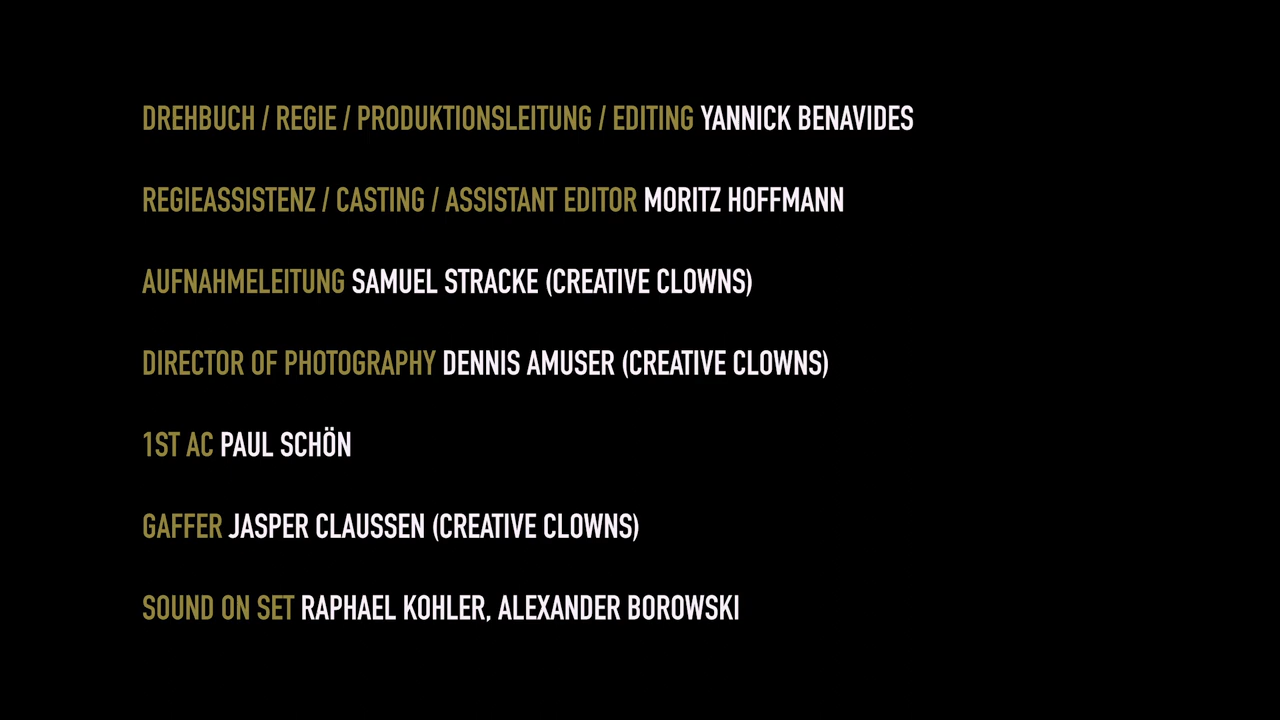 DREHBUCH / REGIE / PRODUKTIONSLEITUNG / EDITING YANNICK BENAVIDES
REGIEASSISTENZ / CASTING / ASSISTANT EDITOR MORITZ HOFFMANN
AUFNAHMELEITUNG SAMUEL STRACKE (CREATIVE CLOWNS)
DIRECTOR OF PHOTOGRAPHY DENNIS AMUSER (CREATIVE CLOWNS)
1ST AC PAUL SCHÖN
GAFFER JASPER CLAUSSEN (CREATIVE CLOWNS)
SOUND ON SET RAPHAEL KOHLER, ALEXANDER BOROWSKI